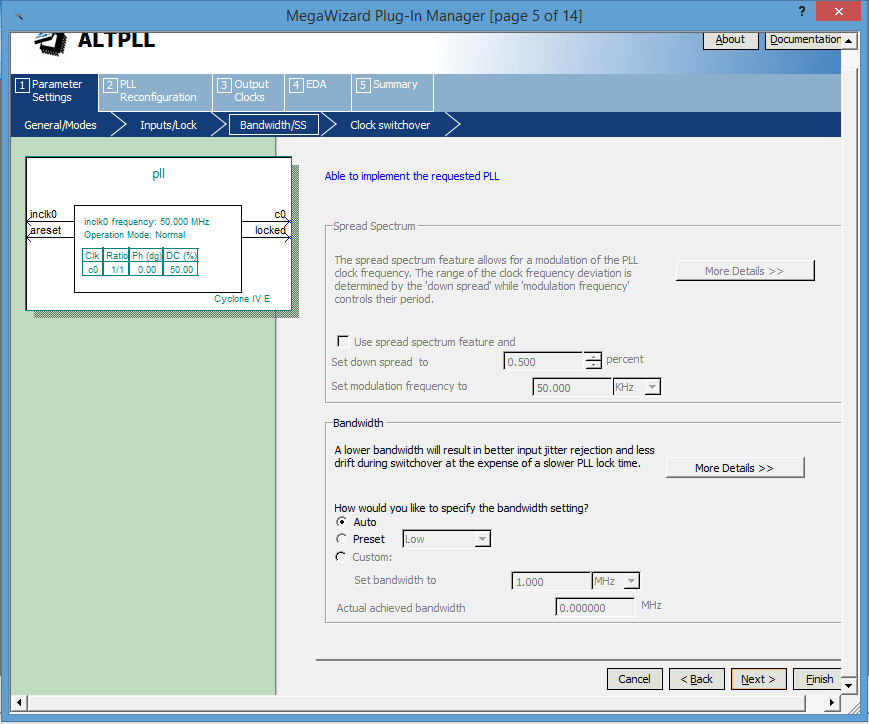 MegaWizard Plug-In Manager [page 5 of 14]
?
ALTPLL
About
Documentation
1 Parameter Settings
2 PLL Reconfiguration
3 Output Clocks
4 EDA
5 Summary
General/Modes
Inputs/Lock
Bandwidth/SS
Clock switchover
pll
inclk0
areset
c0
locked
inclk0 frequency: 50.000 MHz
Operation Mode: Normal
Clk Ratio Ph (dg) DC (%)
c0 1/1 0.00 50.00
Cyclone IV E
Able to implement the requested PLL
Spread Spectrum
The spread spectrum feature allows for a modulation of the PLL
clock frequency. The range of the clock frequency deviation is
determined by the 'down spread' while 'modulation frequency'
controls their period.
More Details >>
Use spread spectrum feature and
Set down spread to 0.500 percent
Set modulation frequency to 50.000 KHz
Bandwidth
A lower bandwidth will result in better input jitter rejection and less
drift during switchover at the expense of a slower PLL lock time.
More Details >>
How would you like to specify the bandwidth setting?
Auto
Preset Low
Custom:
Set bandwidth to 1.000 MHz
Actual achieved bandwidth 0.000000 MHz
Cancel
< Back
Next >
Finish